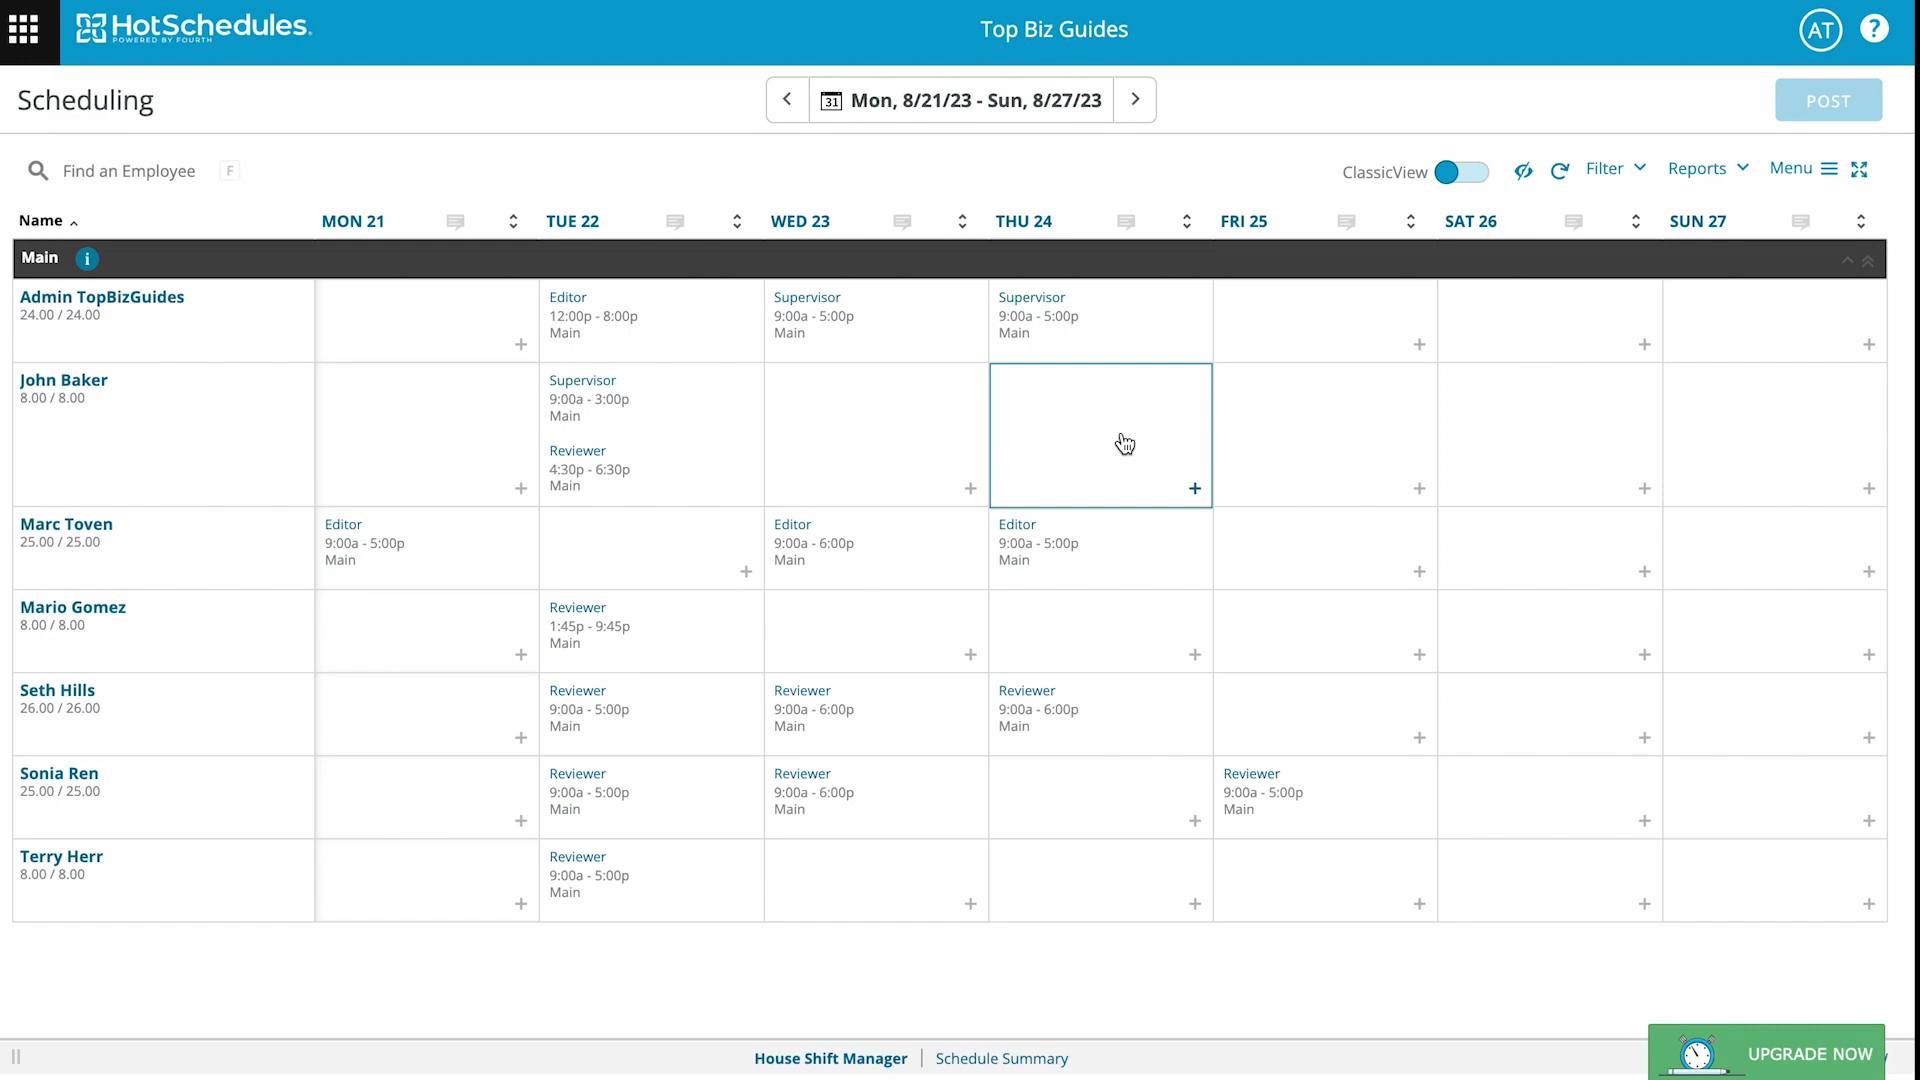 HotSchedules.
POWERED BY FOURTH
Top Biz Guides
AT
?
Scheduling
31 Mon, 8/21/23 - Sun, 8/27/23
POST
Find an Employee F
ClassicView
Filter
Reports
Menu
Name
MON 21
TUE 22
WED 23
THU 24
FRI 25
SAT 26
SUN 27
Main i
Admin TopBizGuides
24.00 / 24.00
Editor
12:00p - 8:00p
Main
Supervisor
9:00a - 5:00p
Main
Supervisor
9:00a - 5:00p
Main
John Baker
8.00 / 8.00
Supervisor
9:00a - 3:00p
Main
Reviewer
4:30p - 6:30p
Main
Marc Toven
25.00 / 25.00
Editor
9:00a - 5:00p
Main
Editor
9:00a - 6:00p
Main
Editor
9:00a - 5:00p
Main
Mario Gomez
8.00 / 8.00
Reviewer
1:45p - 9:45p
Main
Seth Hills
26.00 / 26.00
Reviewer
9:00a - 5:00p
Main
Reviewer
9:00a - 6:00p
Main
Reviewer
9:00a - 6:00p
Main
Sonia Ren
25.00 / 25.00
Reviewer
9:00a - 5:00p
Main
Reviewer
9:00a - 6:00p
Main
Reviewer
9:00a - 5:00p
Main
Terry Herr
8.00 / 8.00
Reviewer
9:00a - 5:00p
Main
House Shift Manager
Schedule Summary
UPGRADE NOW